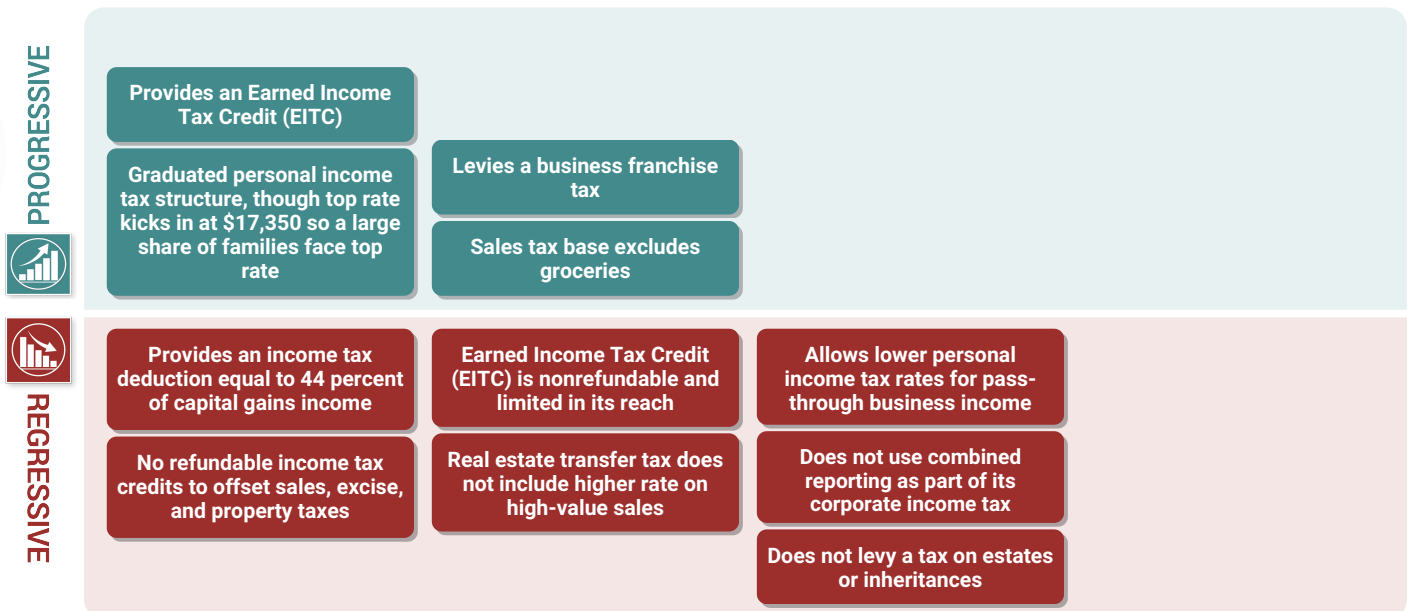 PROGRESSIVE
Provides an Earned Income
Tax Credit (EITC)
Graduated personal income
tax structure, though top rate
kicks in at $17,350 so a large
share of families face top
rate
Levies a business franchise
tax
Sales tax base excludes
groceries
REGRESSIVE
Provides an income tax
deduction equal to 44 percent
of capital gains income
No refundable income tax
credits to offset sales, excise,
and property taxes
Earned Income Tax Credit
(EITC) is nonrefundable and
limited in its reach
Real estate transfer tax does
not include higher rate on
high-value sales
Allows lower personal
income tax rates for pass-
through business income
Does not use combined
reporting as part of its
corporate income tax
Does not levy a tax on estates
or inheritances